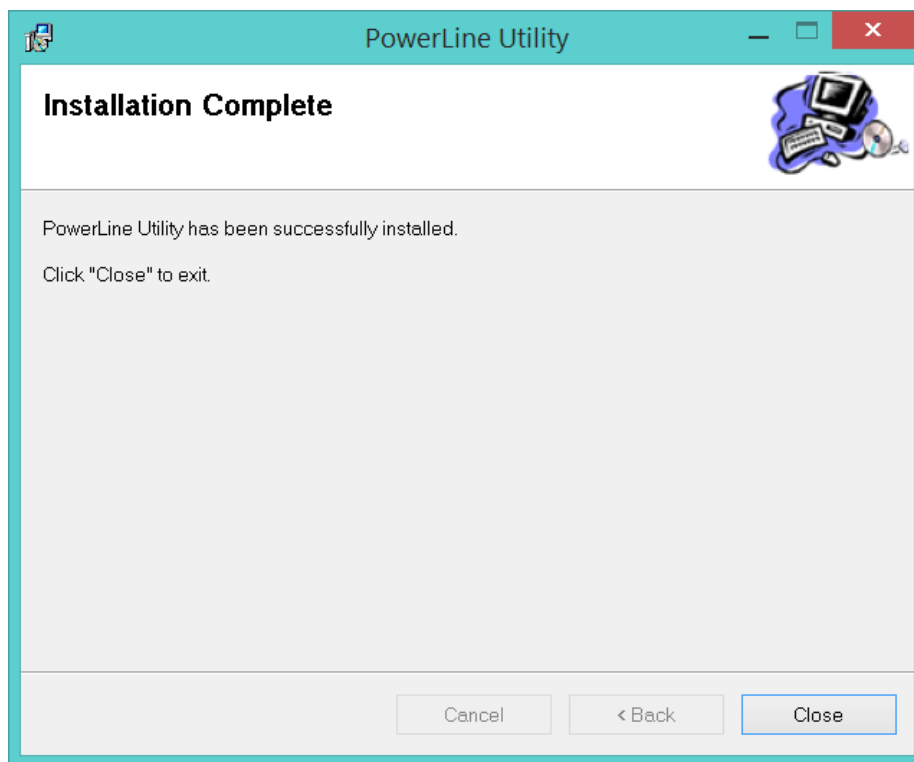 PowerLine Utility
Installation Complete
PowerLine Utility has been successfully installed.
Click "Close" to exit.
Cancel
< Back
Close